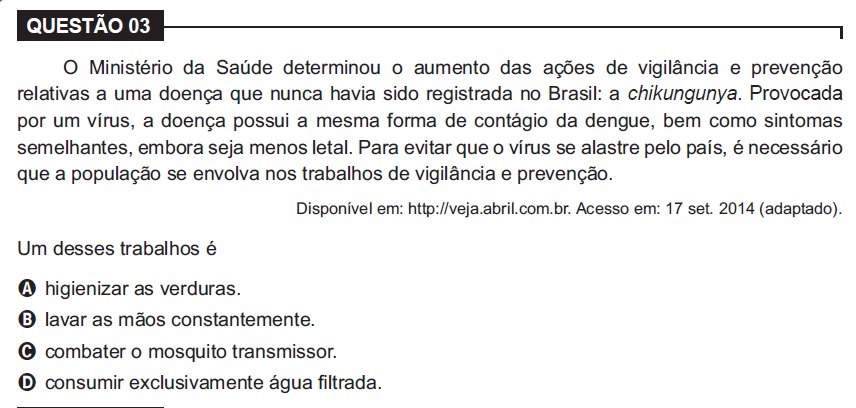 QUESTÃO 03
O Ministério da Saúde determinou o aumento das ações de vigilância e prevenção
relativas a uma doença que nunca havia sido registrada no Brasil: a chikungunya. Provocada
por um vírus, a doença possui a mesma forma de contágio da dengue, bem como sintomas
semelhantes, embora seja menos letal. Para evitar que o vírus se alastre pelo país, é necessário
que a população se envolva nos trabalhos de vigilância e prevenção.
Disponível em: http://veja.abril.com.br. Acesso em: 17 set. 2014 (adaptado).
Um desses trabalhos é
A higienizar as verduras.
B lavar as mãos constantemente.
C combater o mosquito transmissor.
D consumir exclusivamente água filtrada.